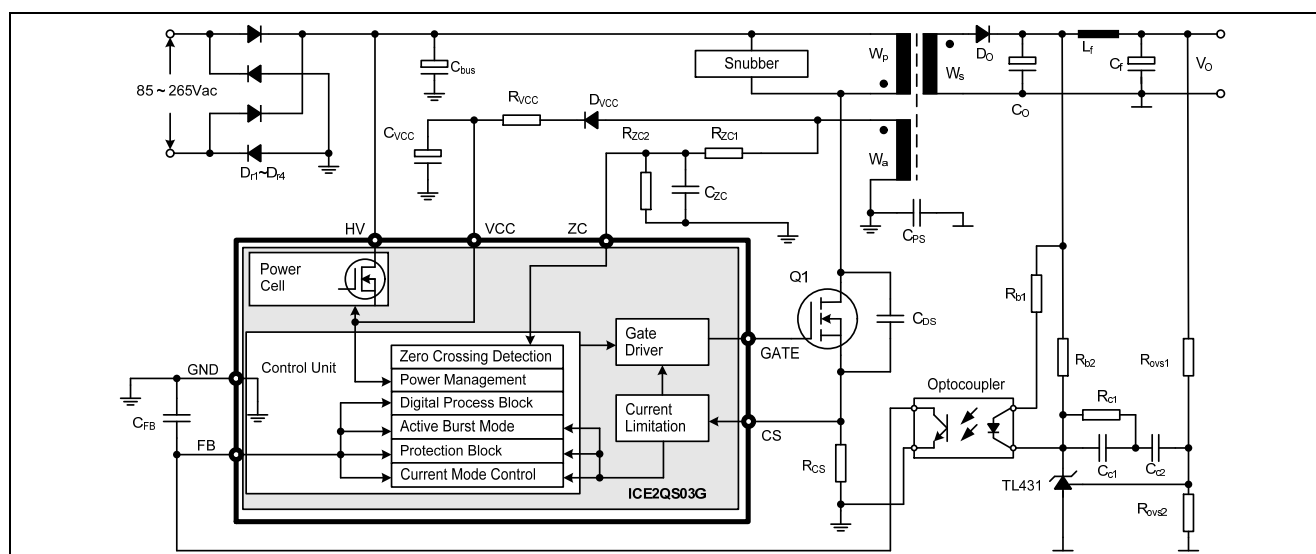 85 ~ 265Vac
Dr1~Dr4
Cbus
Snubber
Wp
Ws
DO
CO
Lf
Cf
VO
RVCC
DVCC
CVCC
RZC2
RZC1
CZC
Wa
CPS
HV
VCC
ZC
Power
Cell
Q1
CDS
Rb1
Control Unit
Zero Crossing Detection
Power Management
Digital Process Block
Active Burst Mode
Protection Block
Current Mode Control
Gate
Driver
Current
Limitation
GATE
CS
GND
CFB
FB
ICE2QS03G
RCS
Optocoupler
Rb2
Rovs1
Rc1
Cc1
Cc2
TL431
Rovs2